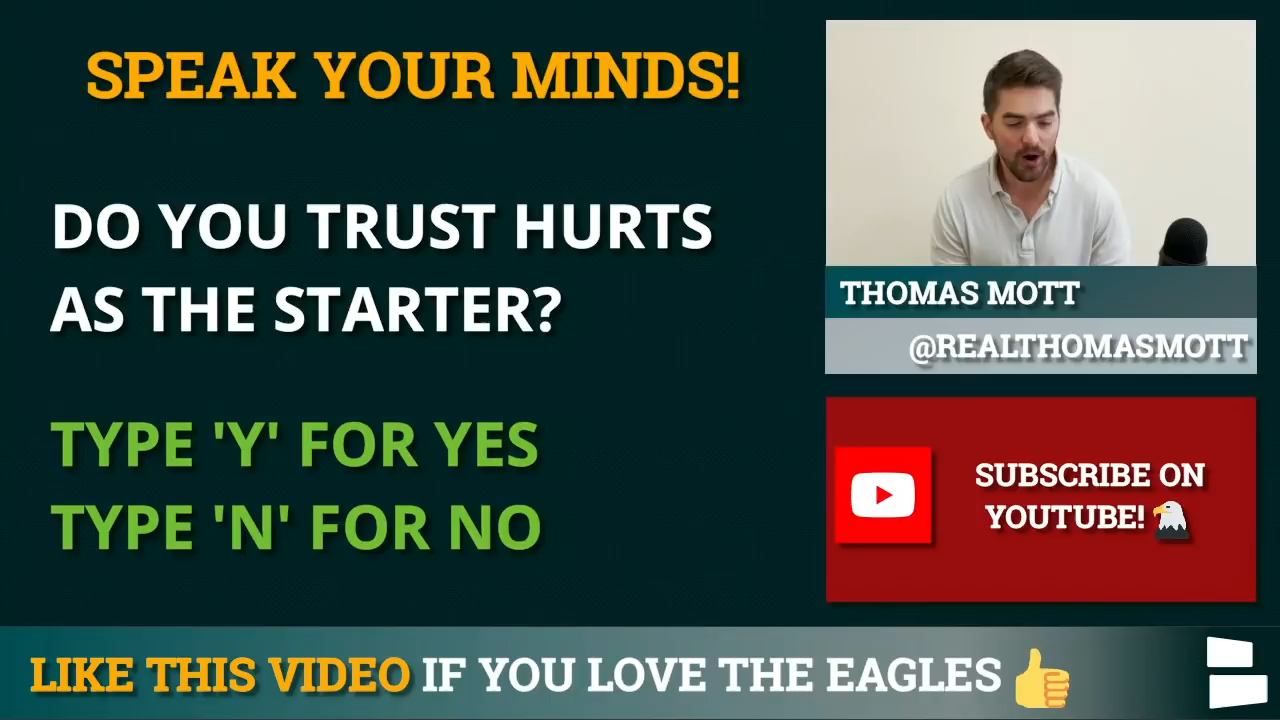 SPEAK YOUR MINDS!
DO YOU TRUST HURTS
AS THE STARTER?
TYPE 'Y' FOR YES
TYPE 'N' FOR NO
THOMAS MOTT
@REALTHOMASMOTT
SUBSCRIBE ON
YOUTUBE!
LIKE THIS VIDEO IF YOU LOVE THE EAGLES